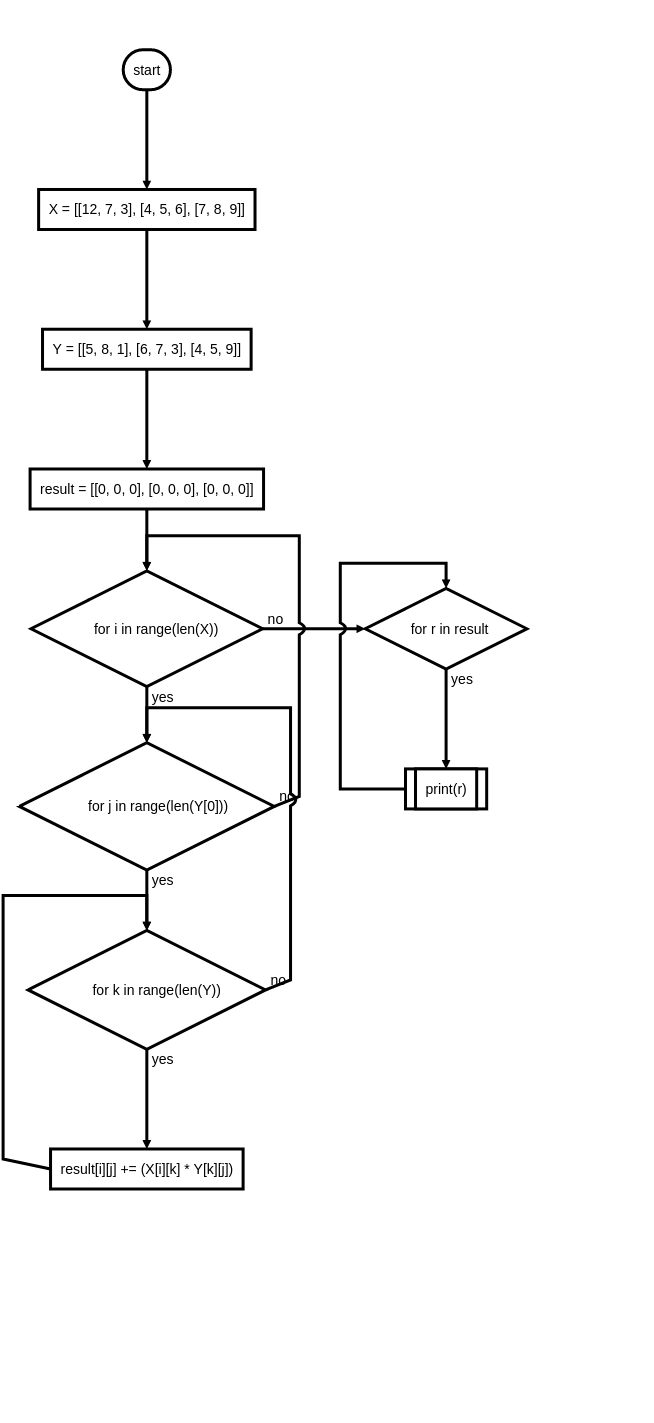 start
X = [[12, 7, 3], [4, 5, 6], [7, 8, 9]]
Y = [[5, 8, 1], [6, 7, 3], [4, 5, 9]]
result = [[0, 0, 0], [0, 0, 0], [0, 0, 0]]
for i in range(len(X))
no
for r in result
yes
yes
for j in range(len(Y[0]))
no
print(r)
yes
for k in range(len(Y))
no
yes
result[i][j] += (X[i][k] * Y[k][j])